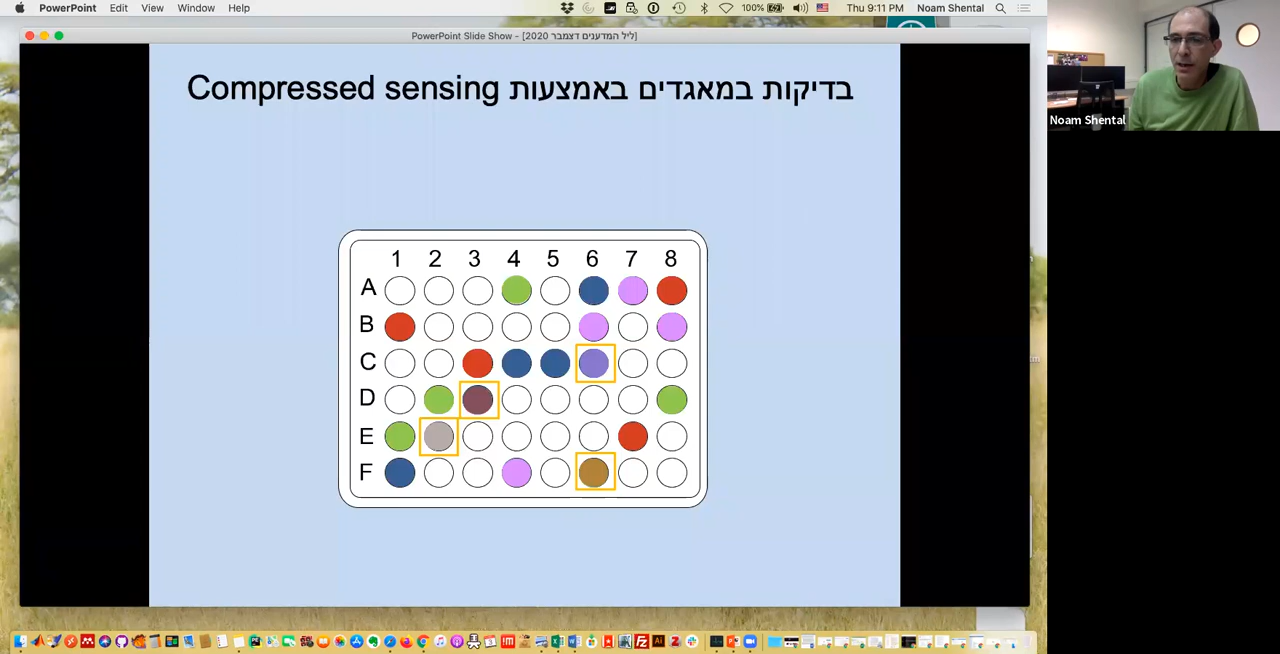 PowerPoint Edit View Window Help 100% Thu 9:11 PM Noam Shental
PowerPoint Slide Show - [ליל המדענים דצמבר 2020]
Noam Shental
בדיקות במאגדים באמצעות Compressed sensing
1 2 3 4 5 6 7 8
A
B
C
D
E
F